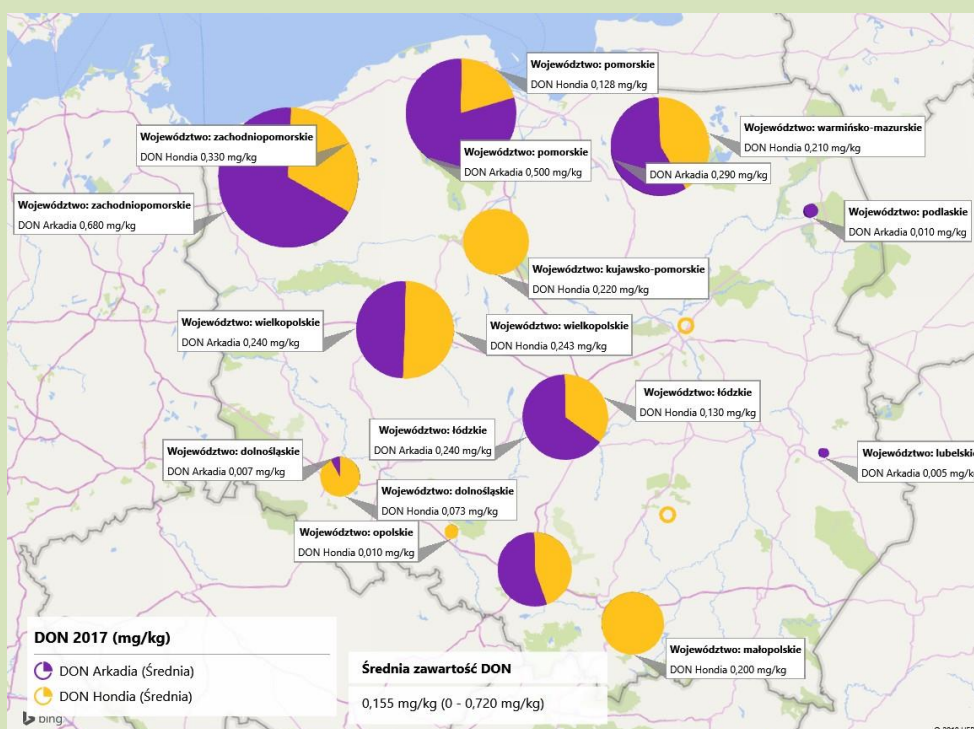 Województwo: pomorskie
DON Hondia 0,128 mg/kg
Województwo: zachodniopomorskie
DON Hondia 0,330 mg/kg
Województwo: warmińsko-mazurskie
DON Hondia 0,210 mg/kg
Województwo: pomorskie
DON Arkadia 0,500 mg/kg
DON Arkadia 0,290 mg/kg
Województwo: zachodniopomorskie
DON Arkadia 0,680 mg/kg
Województwo: podlaskie
DON Arkadia 0,010 mg/kg
Województwo: kujawsko-pomorskie
DON Hondia 0,220 mg/kg
Województwo: wielkopolskie
DON Arkadia 0,240 mg/kg
Województwo: wielkopolskie
DON Hondia 0,243 mg/kg
Województwo: łódzkie
DON Hondia 0,130 mg/kg
Województwo: łódzkie
DON Arkadia 0,240 mg/kg
Województwo: dolnośląskie
DON Arkadia 0,007 mg/kg
Województwo: lubelskie
DON Arkadia 0,005 mg/kg
Województwo: dolnośląskie
DON Hondia 0,073 mg/kg
Województwo: opolskie
DON Hondia 0,010 mg/kg
Województwo: małopolskie
DON Hondia 0,200 mg/kg
DON 2017 (mg/kg)
DON Arkadia (Średnia)
DON Hondia (Średnia)
Średnia zawartość DON
0,155 mg/kg (0 - 0,720 mg/kg)
bing